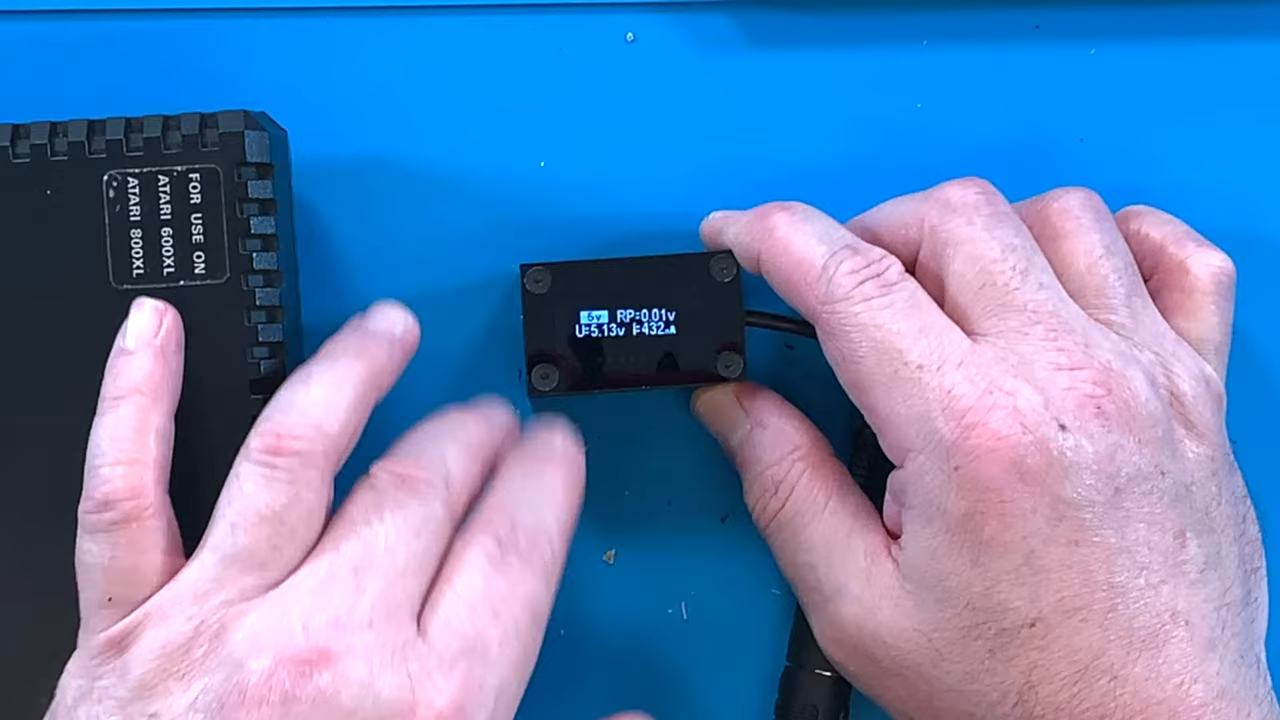 FOR USE ON
ATARI 600XL
ATARI 800XL
5v RP=0.01v
U=5.13v I=432mA